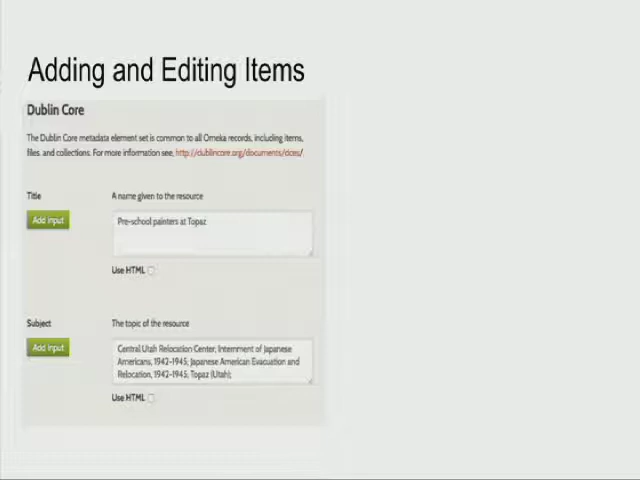 Adding and Editing Items
Dublin Core
The Dublin Core metadata element set is common to all Omeka records, including items,
files, and collections. For more information see, http://dublincore.org/documents/dces/.
Title
A name given to the resource
Add input
Pre-school painters at Topaz
Use HTML
Subject
The topic of the resource
Add input
Central Utah Relocation Center; Internment of Japanese
Americans, 1942-1945; Japanese American Evacuation and
Relocation, 1942-1945; Topaz (Utah);
Use HTML